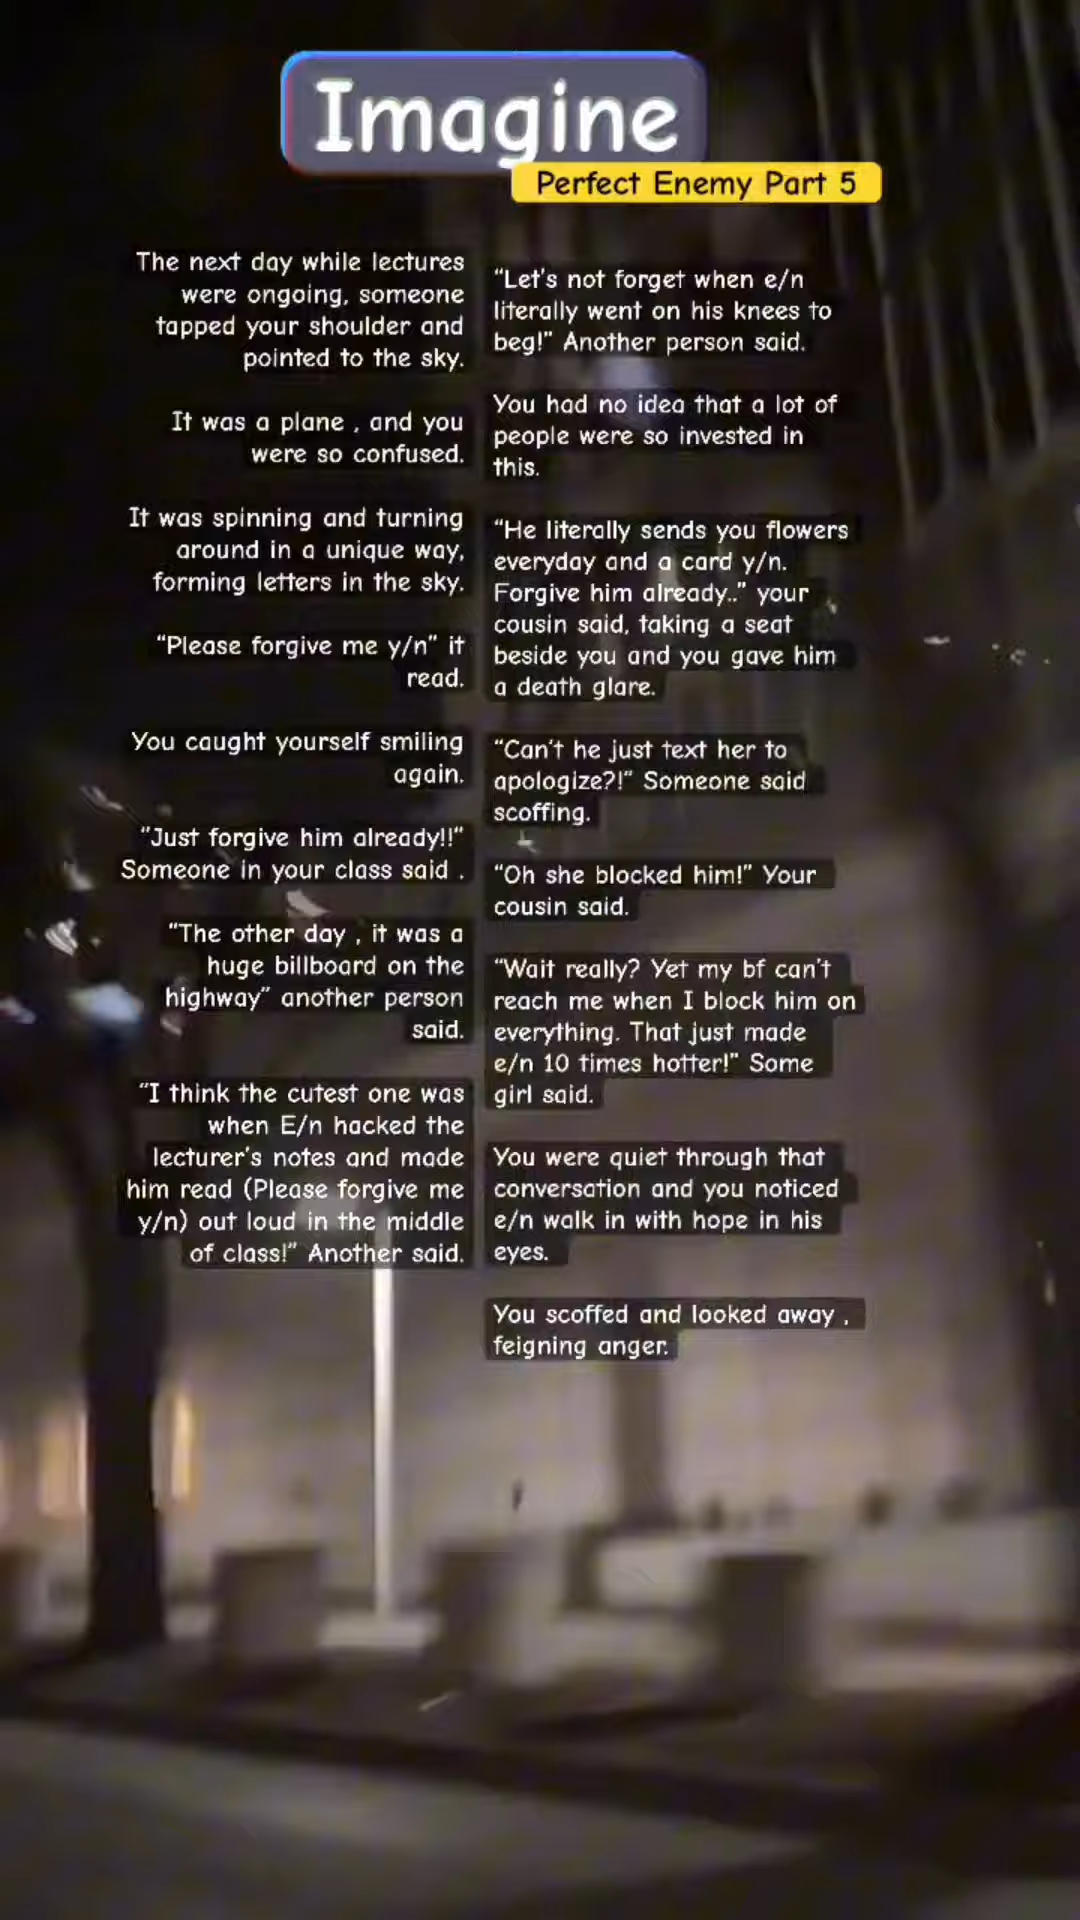 Imagine
Perfect Enemy Part 5
The next day while lectures
were ongoing, someone
tapped your shoulder and
pointed to the sky.
It was a plane , and you
were so confused.
It was spinning and turning
around in a unique way,
forming letters in the sky.
“Please forgive me y/n” it
read.
You caught yourself smiling
again.
“Just forgive him already!!”
Someone in your class said .
“The other day , it was a
huge billboard on the
highway” another person
said.
“I think the cutest one was
when E/n hacked the
lecturer’s notes and made
him read (Please forgive me
y/n) out loud in the middle
of class!” Another said.
“Let’s not forget when e/n
literally went on his knees to
beg!” Another person said.
You had no idea that a lot of
people were so invested in
this.
“He literally sends you flowers
everyday and a card y/n.
Forgive him already..” your
cousin said, taking a seat
beside you and you gave him
a death glare.
“Can’t he just text her to
apologize?!” Someone said
scoffing.
“Oh she blocked him!” Your
cousin said.
“Wait really? Yet my bf can’t
reach me when I block him on
everything. That just made
e/n 10 times hotter!” Some
girl said.
You were quiet through that
conversation and you noticed
e/n walk in with hope in his
eyes.
You scoffed and looked away ,
feigning anger.